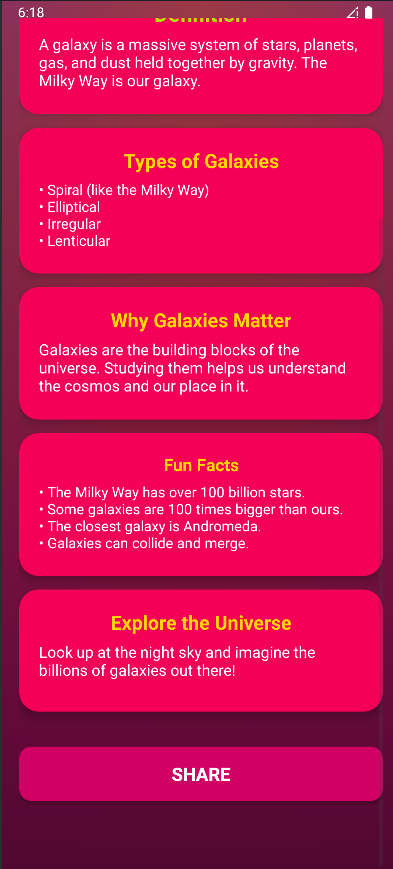 6:18
Definition
A galaxy is a massive system of stars, planets,
gas, and dust held together by gravity. The
Milky Way is our galaxy.
Types of Galaxies
• Spiral (like the Milky Way)
• Elliptical
• Irregular
• Lenticular
Why Galaxies Matter
Galaxies are the building blocks of the
universe. Studying them helps us understand
the cosmos and our place in it.
Fun Facts
• The Milky Way has over 100 billion stars.
• Some galaxies are 100 times bigger than ours.
• The closest galaxy is Andromeda.
• Galaxies can collide and merge.
Explore the Universe
Look up at the night sky and imagine the
billions of galaxies out there!
SHARE